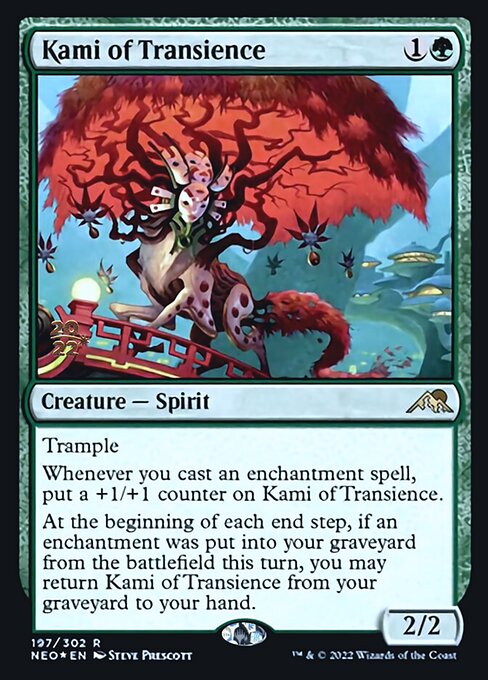 Kami of Transience 1
2022
Creature — Spirit
Trample
Whenever you cast an enchantment spell,
put a +1/+1 counter on Kami of Transience.
At the beginning of each end step, if an
enchantment was put into your graveyard
from the battlefield this turn, you may
return Kami of Transience from your
graveyard to your hand.
2/2
197/302 R
NEO★EN Steve Prescott ™ & © 2022 Wizards of the Coast